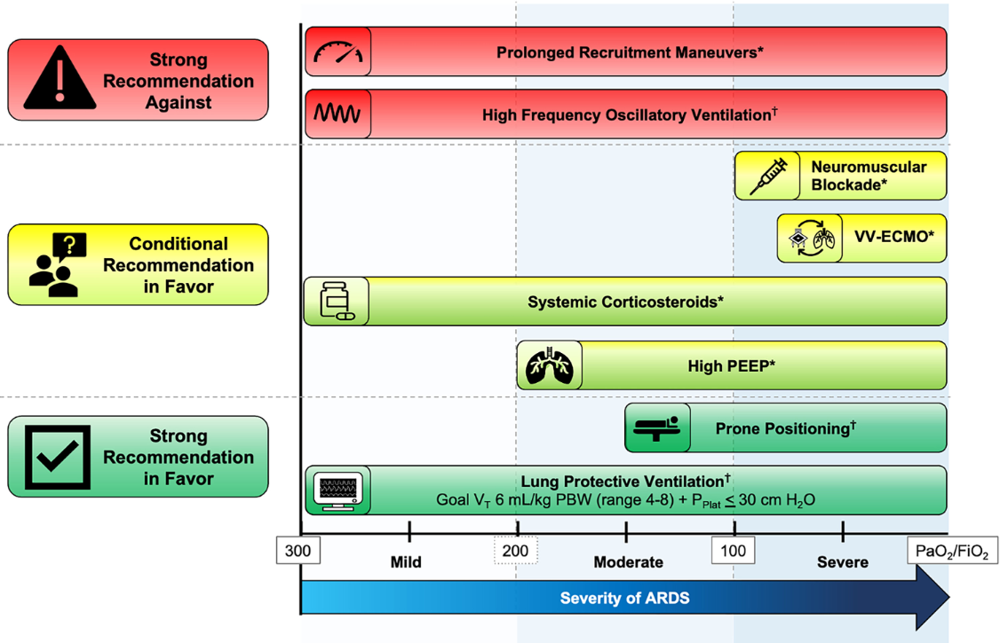 Strong
Recommendation
Against
Prolonged Recruitment Maneuvers*
High Frequency Oscillatory Ventilation†
?
Conditional
Recommendation
in Favor
Neuromuscular
Blockade*
VV-ECMO*
Systemic Corticosteroids*
High PEEP*
Strong
Recommendation
in Favor
Prone Positioning†
Lung Protective Ventilation†
Goal VT 6 mL/kg PBW (range 4-8) + PPlat ≤ 30 cm H2O
300
200
100
PaO2/FiO2
Mild
Moderate
Severe
Severity of ARDS